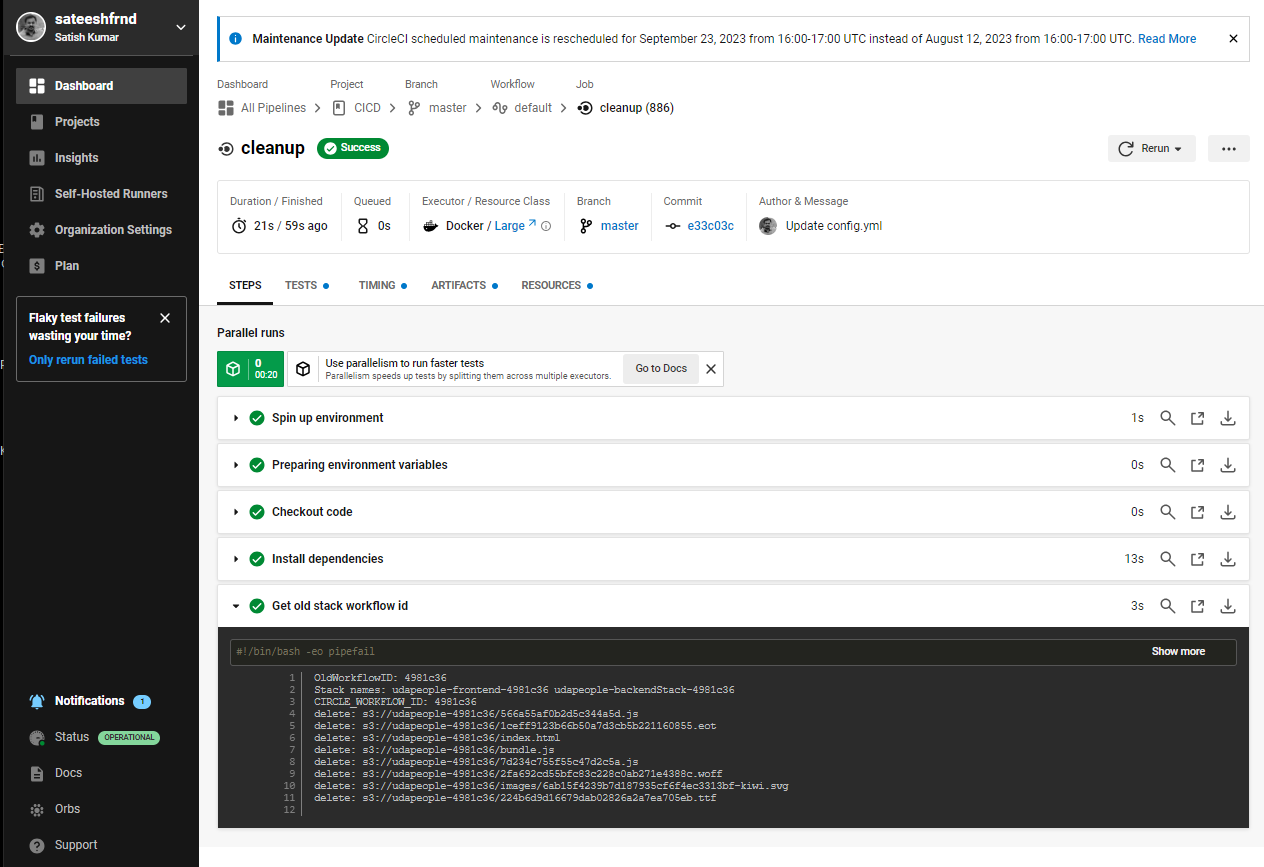 sateeshfrnd
Satish Kumar
Dashboard
Projects
Insights
Self-Hosted Runners
Organization Settings
Plan
Flaky test failures
wasting your time?
Only rerun failed tests
Notifications 1
Status OPERATIONAL
Docs
Orbs
Support
Maintenance Update CircleCI scheduled maintenance is rescheduled for September 23, 2023 from 16:00-17:00 UTC instead of August 12, 2023 from 16:00-17:00 UTC. Read More
Dashboard Project Branch Workflow Job
All Pipelines CICD master default cleanup (886)
cleanup Success Rerun
Duration / Finished Queued Executor / Resource Class Branch Commit Author & Message
21s / 59s ago 0s Docker / Large master e33c03c Update config.yml
STEPS TESTS TIMING ARTIFACTS RESOURCES
Parallel runs
0
00:20
Use parallelism to run faster tests
Parallelism speeds up tests by splitting them across multiple executors.
Go to Docs
Spin up environment 1s
Preparing environment variables 0s
Checkout code 0s
Install dependencies 13s
Get old stack workflow id 3s
#!/bin/bash -eo pipefail Show more
1 OldWorkflowID: 4981c36
2 Stack names: udapeople-frontend-4981c36 udapeople-backendStack-4981c36
3 CIRCLE_WORKFLOW_ID: 4981c36
4 delete: s3://udapeople-4981c36/566a55af0b2d5c344a5d.js
5 delete: s3://udapeople-4981c36/1ceff9123b66b50a7d3cb5b221160855.eot
6 delete: s3://udapeople-4981c36/index.html
7 delete: s3://udapeople-4981c36/bundle.js
8 delete: s3://udapeople-4981c36/7d234c755f55c47d2c5a.js
9 delete: s3://udapeople-4981c36/2fa692cd55bfc83c228c0ab271e4388c.woff
10 delete: s3://udapeople-4981c36/images/6ab15f4239b7d187935cf6f4ec3313bf-kiwi.svg
11 delete: s3://udapeople-4981c36/224b6d9d16679dab02826a2a7ea705eb.ttf
12